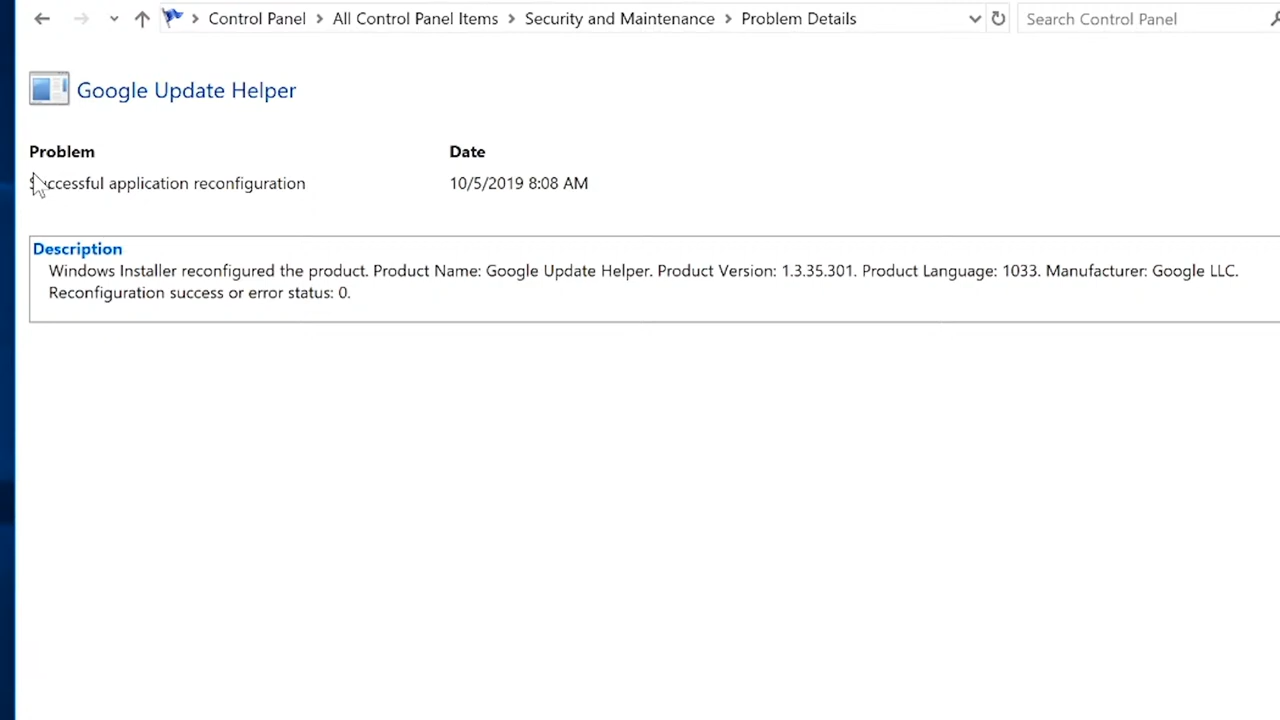 Control Panel > All Control Panel Items > Security and Maintenance > Problem Details
Search Control Panel
Google Update Helper
Problem Date
Successful application reconfiguration 10/5/2019 8:08 AM
Description
Windows Installer reconfigured the product. Product Name: Google Update Helper. Product Version: 1.3.35.301. Product Language: 1033. Manufacturer: Google LLC.
Reconfiguration success or error status: 0.